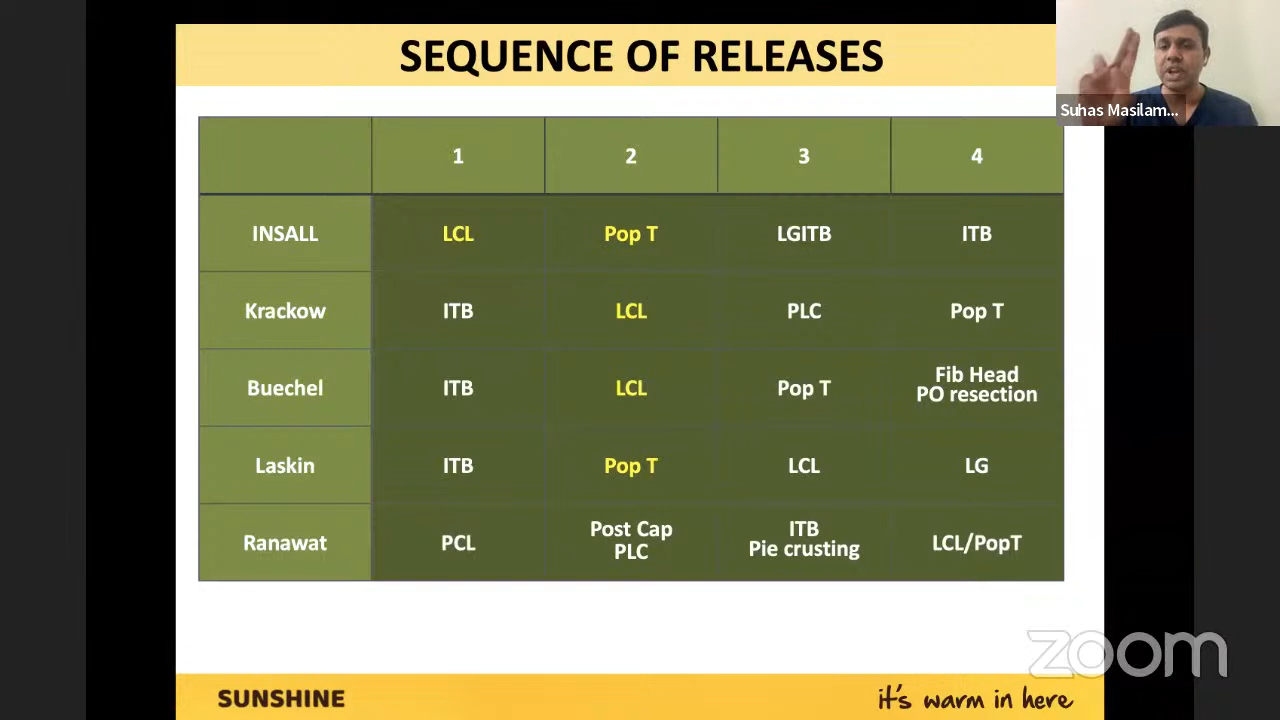 SEQUENCE OF RELEASES
Suhas Masilam...
1 2 3 4
INSALL LCL Pop T LGITB ITB
Krackow ITB LCL PLC Pop T
Buechel ITB LCL Pop T Fib Head
PO resection
Laskin ITB Pop T LCL LG
Ranawat PCL Post Cap
PLC ITB
Pie crusting LCL/PopT
zoom
SUNSHINE it's warm in here